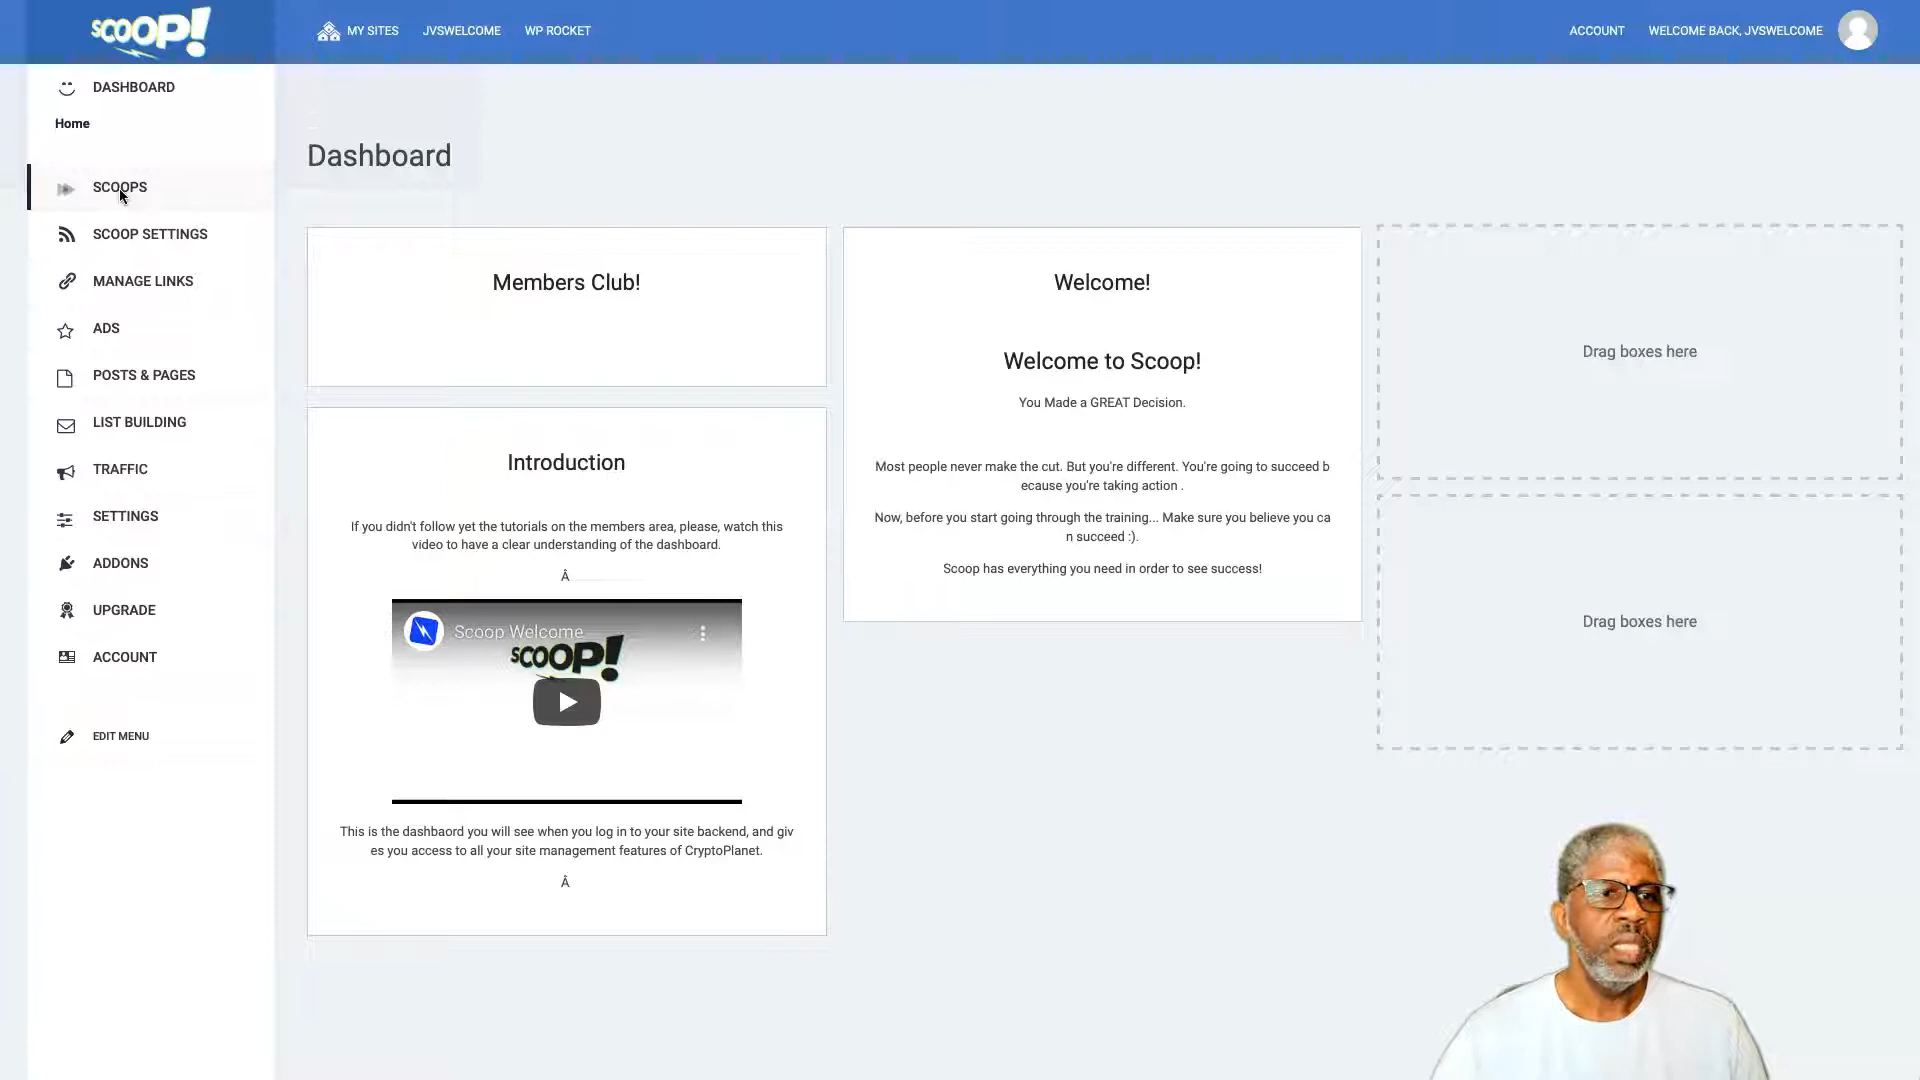 SCOOP!
MY SITES
JVSWELCOME
WP ROCKET
ACCOUNT
WELCOME BACK, JVSWELCOME
DASHBOARD
Home
SCOOPS
SCOOP SETTINGS
MANAGE LINKS
ADS
POSTS & PAGES
LIST BUILDING
TRAFFIC
SETTINGS
ADDONS
UPGRADE
ACCOUNT
EDIT MENU
Dashboard
Members Club!
Introduction
If you didn't follow yet the tutorials on the members area, please, watch this
video to have a clear understanding of the dashboard.
Â
Scoop Welcome
SCOOP!
This is the dashbaord you will see when you log in to your site backend, and giv
es you access to all your site management features of CryptoPlanet.
Â
Welcome!
Welcome to Scoop!
You Made a GREAT Decision.
Most people never make the cut. But you're different. You're going to succeed b
ecause you're taking action .
Now, before you start going through the training... Make sure you believe you ca
n succeed :).
Scoop has everything you need in order to see success!
Drag boxes here
Drag boxes here